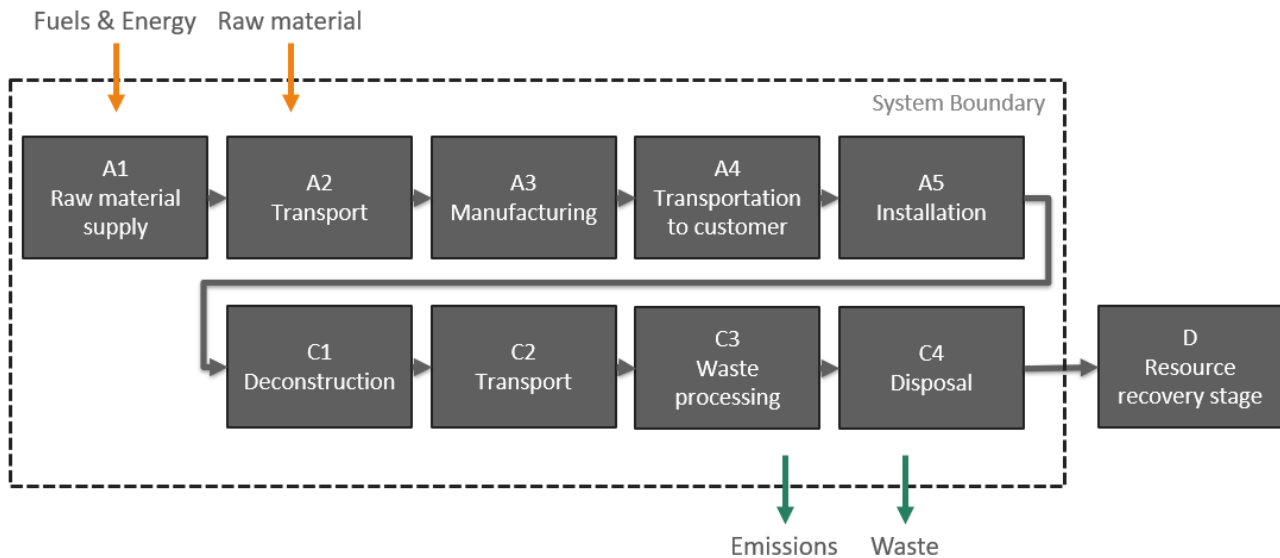 Fuels & Energy
Raw material
System Boundary
A1
Raw material
supply
A2
Transport
A3
Manufacturing
A4
Transportation
to customer
A5
Installation
C1
Deconstruction
C2
Transport
C3
Waste
processing
C4
Disposal
D
Resource
recovery stage
Emissions
Waste